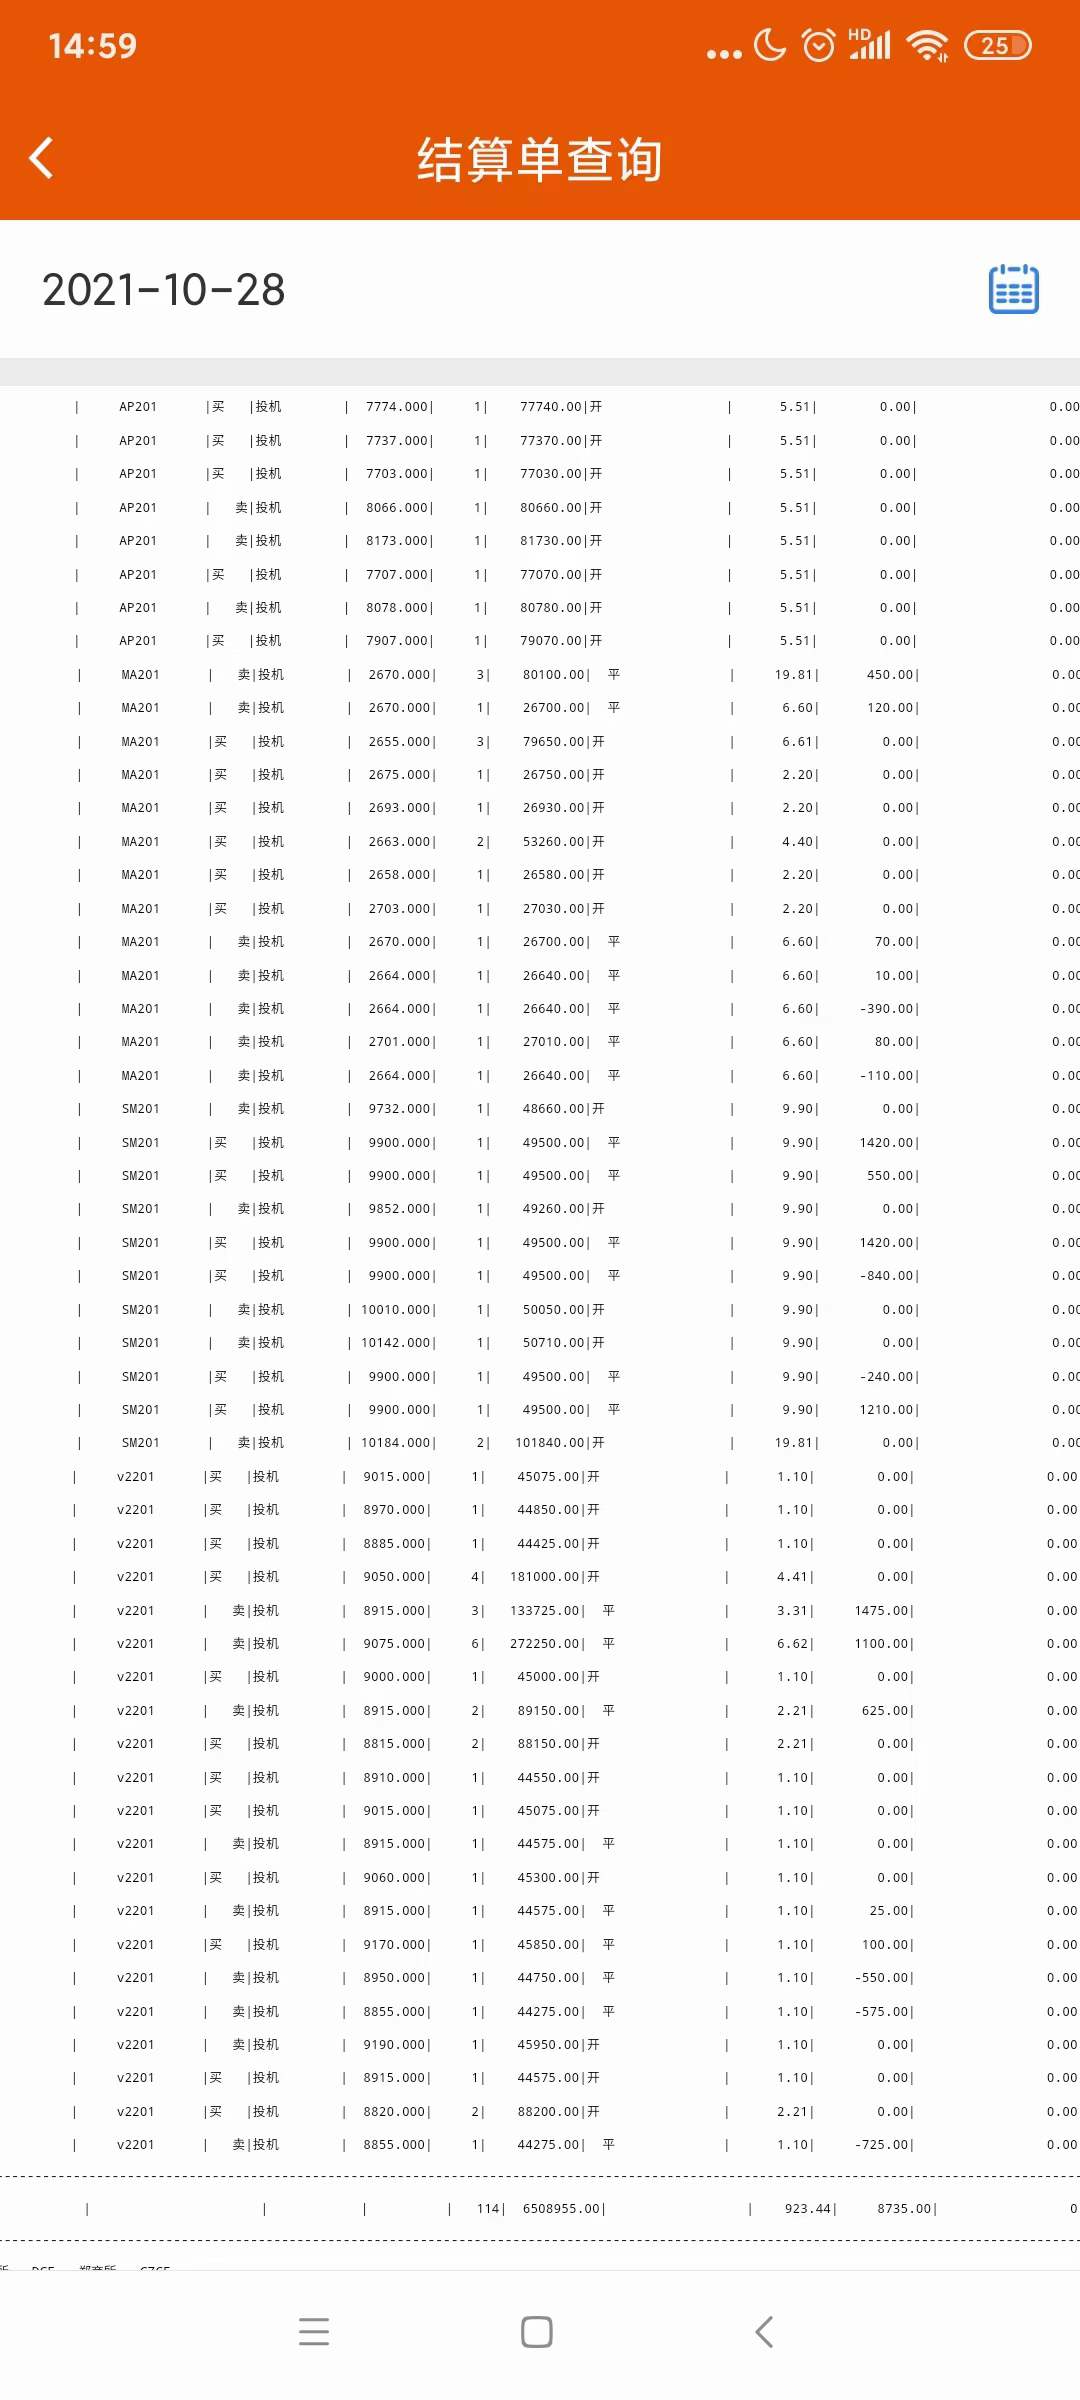 14:59 HD 25
结算单查询
2021-10-28
| AP201 |买 |投机 | 7774.000| 1| 77740.00|开 | 5.51| 0.00| 0.00
| AP201 |买 |投机 | 7737.000| 1| 77370.00|开 | 5.51| 0.00| 0.00
| AP201 |买 |投机 | 7703.000| 1| 77030.00|开 | 5.51| 0.00| 0.00
| AP201 | 卖|投机 | 8066.000| 1| 80660.00|开 | 5.51| 0.00| 0.00
| AP201 | 卖|投机 | 8173.000| 1| 81730.00|开 | 5.51| 0.00| 0.00
| AP201 |买 |投机 | 7707.000| 1| 77070.00|开 | 5.51| 0.00| 0.00
| AP201 | 卖|投机 | 8078.000| 1| 80780.00|开 | 5.51| 0.00| 0.00
| AP201 |买 |投机 | 7907.000| 1| 79070.00|开 | 5.51| 0.00| 0.00
| MA201 | 卖|投机 | 2670.000| 3| 80100.00| 平 | 19.81| 450.00| 0.00
| MA201 | 卖|投机 | 2670.000| 1| 26700.00| 平 | 6.60| 120.00| 0.00
| MA201 |买 |投机 | 2655.000| 3| 79650.00|开 | 6.61| 0.00| 0.00
| MA201 |买 |投机 | 2675.000| 1| 26750.00|开 | 2.20| 0.00| 0.00
| MA201 |买 |投机 | 2693.000| 1| 26930.00|开 | 2.20| 0.00| 0.00
| MA201 |买 |投机 | 2663.000| 2| 53260.00|开 | 4.40| 0.00| 0.00
| MA201 |买 |投机 | 2658.000| 1| 26580.00|开 | 2.20| 0.00| 0.00
| MA201 |买 |投机 | 2703.000| 1| 27030.00|开 | 2.20| 0.00| 0.00
| MA201 | 卖|投机 | 2670.000| 1| 26700.00| 平 | 6.60| 70.00| 0.00
| MA201 | 卖|投机 | 2664.000| 1| 26640.00| 平 | 6.60| 10.00| 0.00
| MA201 | 卖|投机 | 2664.000| 1| 26640.00| 平 | 6.60| -390.00| 0.00
| MA201 | 卖|投机 | 2701.000| 1| 27010.00| 平 | 6.60| 80.00| 0.00
| MA201 | 卖|投机 | 2664.000| 1| 26640.00| 平 | 6.60| -110.00| 0.00
| SM201 | 卖|投机 | 9732.000| 1| 48660.00|开 | 9.90| 0.00| 0.00
| SM201 |买 |投机 | 9900.000| 1| 49500.00| 平 | 9.90| 1420.00| 0.00
| SM201 |买 |投机 | 9900.000| 1| 49500.00| 平 | 9.90| 550.00| 0.00
| SM201 | 卖|投机 | 9852.000| 1| 49260.00|开 | 9.90| 0.00| 0.00
| SM201 |买 |投机 | 9900.000| 1| 49500.00| 平 | 9.90| 1420.00| 0.00
| SM201 |买 |投机 | 9900.000| 1| 49500.00| 平 | 9.90| -840.00| 0.00
| SM201 | 卖|投机 | 10010.000| 1| 50050.00|开 | 9.90| 0.00| 0.00
| SM201 | 卖|投机 | 10142.000| 1| 50710.00|开 | 9.90| 0.00| 0.00
| SM201 |买 |投机 | 9900.000| 1| 49500.00| 平 | 9.90| -240.00| 0.00
| SM201 |买 |投机 | 9900.000| 1| 49500.00| 平 | 9.90| 1210.00| 0.00
| SM201 | 卖|投机 | 10184.000| 2| 101840.00|开 | 19.81| 0.00| 0.00
| v2201 |买 |投机 | 9015.000| 1| 45075.00|开 | 1.10| 0.00| 0.00
| v2201 |买 |投机 | 8970.000| 1| 44850.00|开 | 1.10| 0.00| 0.00
| v2201 |买 |投机 | 8885.000| 1| 44425.00|开 | 1.10| 0.00| 0.00
| v2201 |买 |投机 | 9050.000| 4| 181000.00|开 | 4.41| 0.00| 0.00
| v2201 | 卖|投机 | 8915.000| 3| 133725.00| 平 | 3.31| 1475.00| 0.00
| v2201 | 卖|投机 | 9075.000| 6| 272250.00| 平 | 6.62| 1100.00| 0.00
| v2201 |买 |投机 | 9000.000| 1| 45000.00|开 | 1.10| 0.00| 0.00
| v2201 | 卖|投机 | 8915.000| 2| 89150.00| 平 | 2.21| 625.00| 0.00
| v2201 |买 |投机 | 8815.000| 2| 88150.00|开 | 2.21| 0.00| 0.00
| v2201 |买 |投机 | 8910.000| 1| 44550.00|开 | 1.10| 0.00| 0.00
| v2201 |买 |投机 | 9015.000| 1| 45075.00|开 | 1.10| 0.00| 0.00
| v2201 | 卖|投机 | 8915.000| 1| 44575.00| 平 | 1.10| 0.00| 0.00
| v2201 |买 |投机 | 9060.000| 1| 45300.00|开 | 1.10| 0.00| 0.00
| v2201 | 卖|投机 | 8915.000| 1| 44575.00| 平 | 1.10| 25.00| 0.00
| v2201 |买 |投机 | 9170.000| 1| 45850.00| 平 | 1.10| 100.00| 0.00
| v2201 | 卖|投机 | 8950.000| 1| 44750.00| 平 | 1.10| -550.00| 0.00
| v2201 | 卖|投机 | 8855.000| 1| 44275.00| 平 | 1.10| -575.00| 0.00
| v2201 | 卖|投机 | 9190.000| 1| 45950.00|开 | 1.10| 0.00| 0.00
| v2201 |买 |投机 | 8915.000| 1| 44575.00|开 | 1.10| 0.00| 0.00
| v2201 |买 |投机 | 8820.000| 2| 88200.00|开 | 2.21| 0.00| 0.00
| v2201 | 卖|投机 | 8855.000| 1| 44275.00| 平 | 1.10| -725.00| 0.00
| | | | 114| 6508955.00| | 923.44| 8735.00| 0